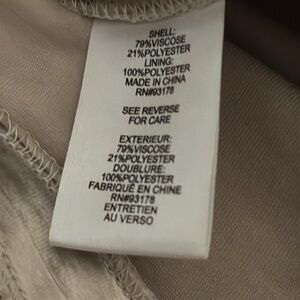 SHELL:
79%VISCOSE
21%POLYESTER
LINING:
100%POLYESTER
MADE IN CHINA
RN#93178
SEE REVERSE
FOR CARE
EXTERIEUR:
79%VISCOSE
21%POLYESTER
DOUBLURE:
100%POLYESTER
FABRIQUÉ EN CHINE
RN#93178
ENTRETIEN
AU VERSO